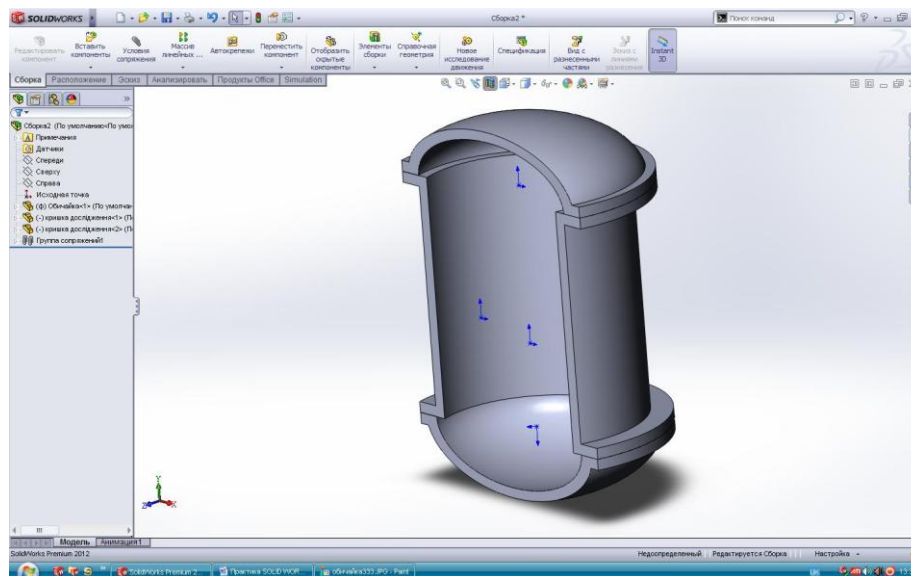 SOLIDWORKS
Сборка2 *
Поиск команд
Редактировать компонент
Вставить компоненты
Условия сопряжения
Массив линейных ...
Автокрепежи
Переместить компонент
Отобразить скрытые компоненты
Элементы сборки
Справочная геометрия
Новое исследование движения
Спецификация
Вид с разнесенными частями
Эскиз с линиями разнесения
Instant 3D
Сборка Расположение Эскиз Анализировать Продукты Office Simulation
Сборка2 (По умолчанию<По умо
Примечания
Датчики
Спереди
Сверху
Справа
Исходная точка
(ф) Обичайка<1> (По умолчан
(-) кришка дослідження<1> (П
(-) кришка дослідження<2> (П
Группа сопряжений1
Y
Z X
Модель Анимация1
SolidWorks Premium 2012
Недоопределенный Редактируется Сборка Настройка
SolidWorks Premium 2...
Практика SOLID WOR...
обичайка333.JPG - Paint
UK